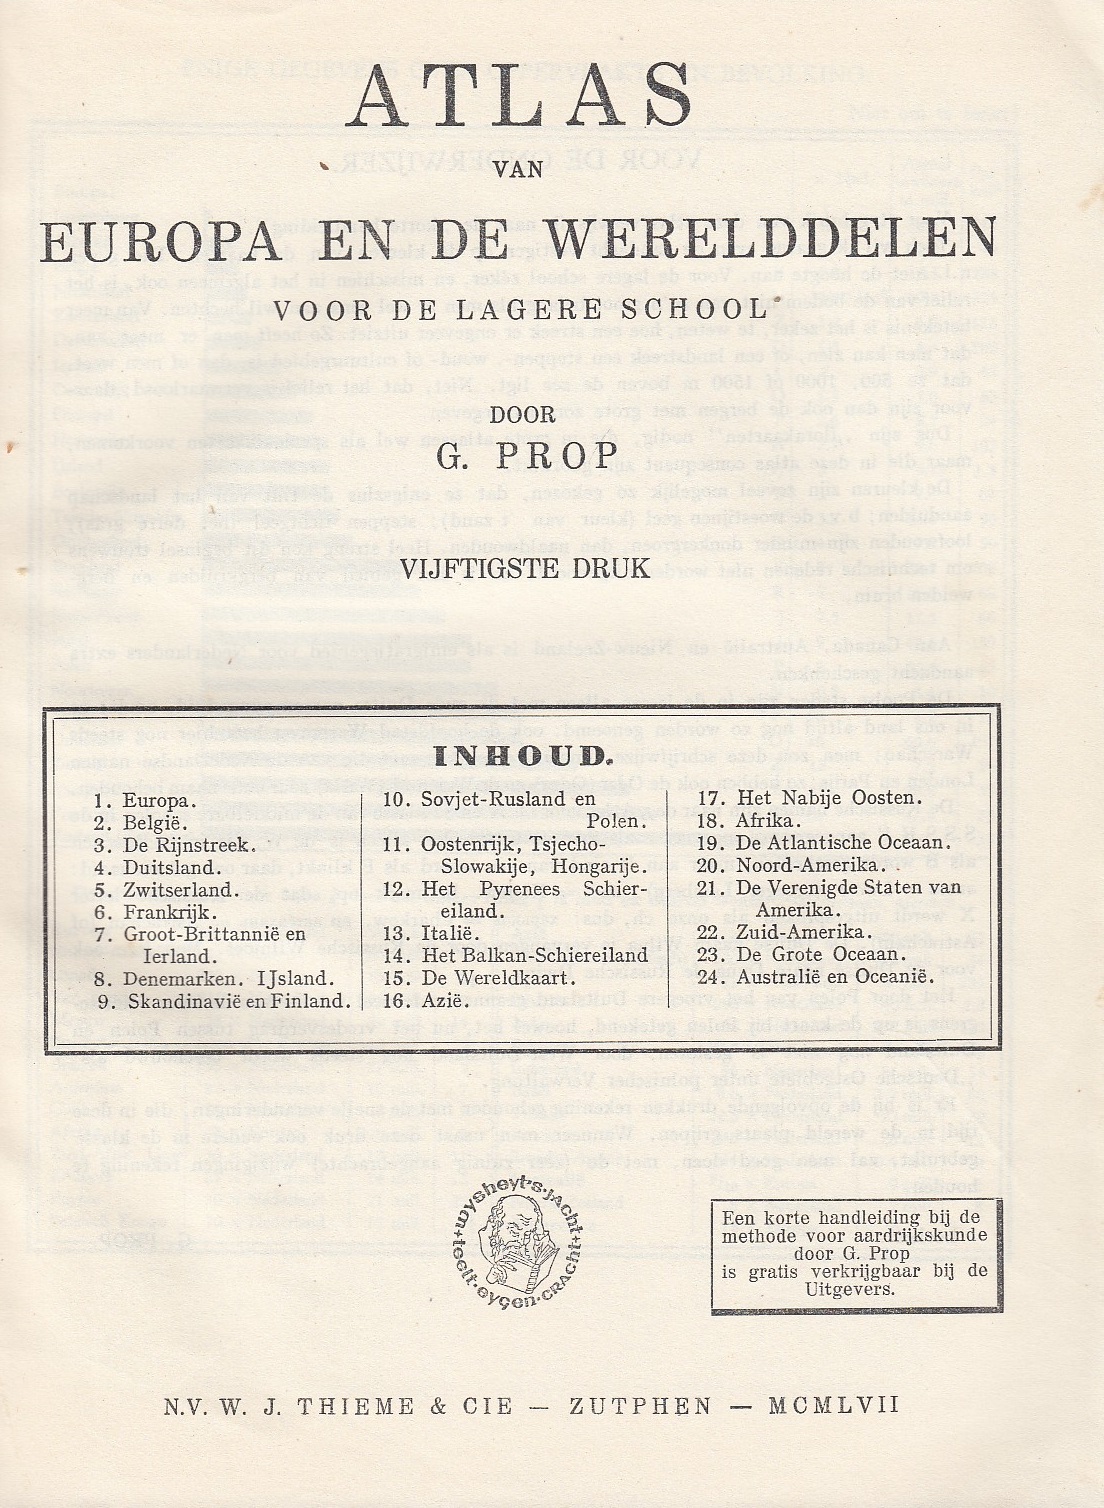 ATLAS
VAN
EUROPA EN DE WERELDDELEN
VOOR DE LAGERE SCHOOL
DOOR
G. PROP
VIJFTIGSTE DRUK
INHOUD.
1. Europa.
2. België.
3. De Rijnstreek.
4. Duitsland.
5. Zwitserland.
6. Frankrijk.
7. Groot-Brittannië en
Ierland.
8. Denemarken. IJsland.
9. Skandinavië en Finland.
10. Sovjet-Rusland en
Polen.
11. Oostenrijk, Tsjecho-
Slowakije, Hongarije.
12. Het Pyrenees Schier-
eiland.
13. Italië.
14. Het Balkan-Schiereiland
15. De Wereldkaart.
16. Azië.
17. Het Nabije Oosten.
18. Afrika.
19. De Atlantische Oceaan.
20. Noord-Amerika.
21. De Verenigde Staten van
Amerika.
22. Zuid-Amerika.
23. De Grote Oceaan.
24. Australië en Oceanië.
wysheyt·s·jacht·teelt·eygen·cracht
Een korte handleiding bij de
methode voor aardrijkskunde
door G. Prop
is gratis verkrijgbaar bij de
Uitgevers.
N.V. W. J. THIEME & CIE — ZUTPHEN — MCMLVII